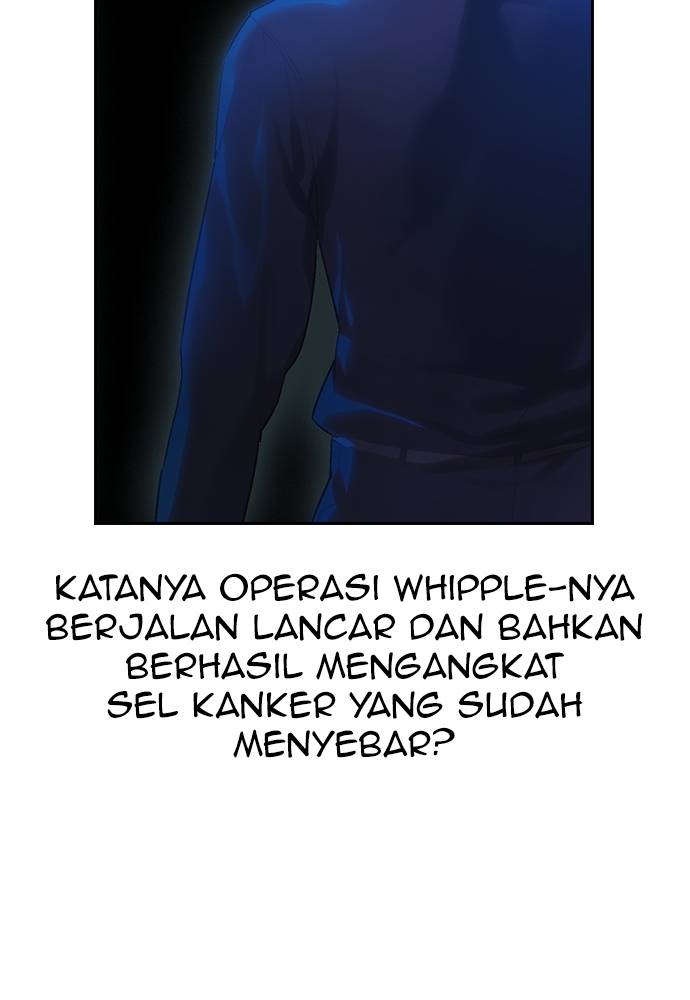 KATANYA OPERASI WHIPPLE-NYA
BERJALAN LANCAR DAN BAHKAN
BERHASIL MENGANGKAT
SEL KANKER YANG SUDAH
MENYEBAR?